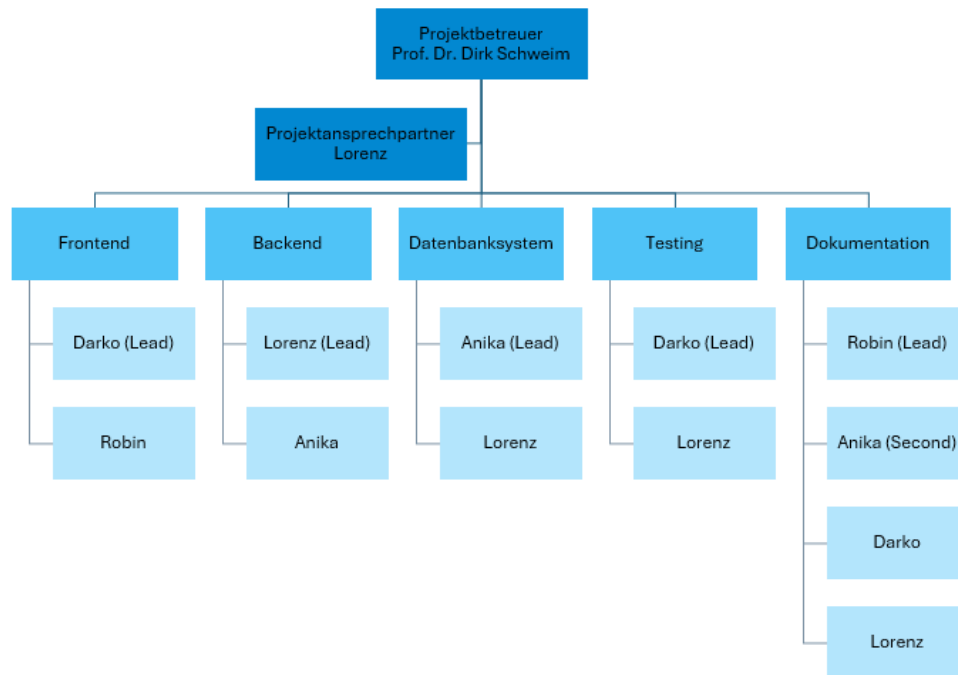 Projektbetreuer
Prof. Dr. Dirk Schweim
Projektansprechpartner
Lorenz
Frontend
Backend
Datenbanksystem
Testing
Dokumentation
Darko (Lead)
Lorenz (Lead)
Anika (Lead)
Darko (Lead)
Robin (Lead)
Robin
Anika
Lorenz
Lorenz
Anika (Second)
Darko
Lorenz